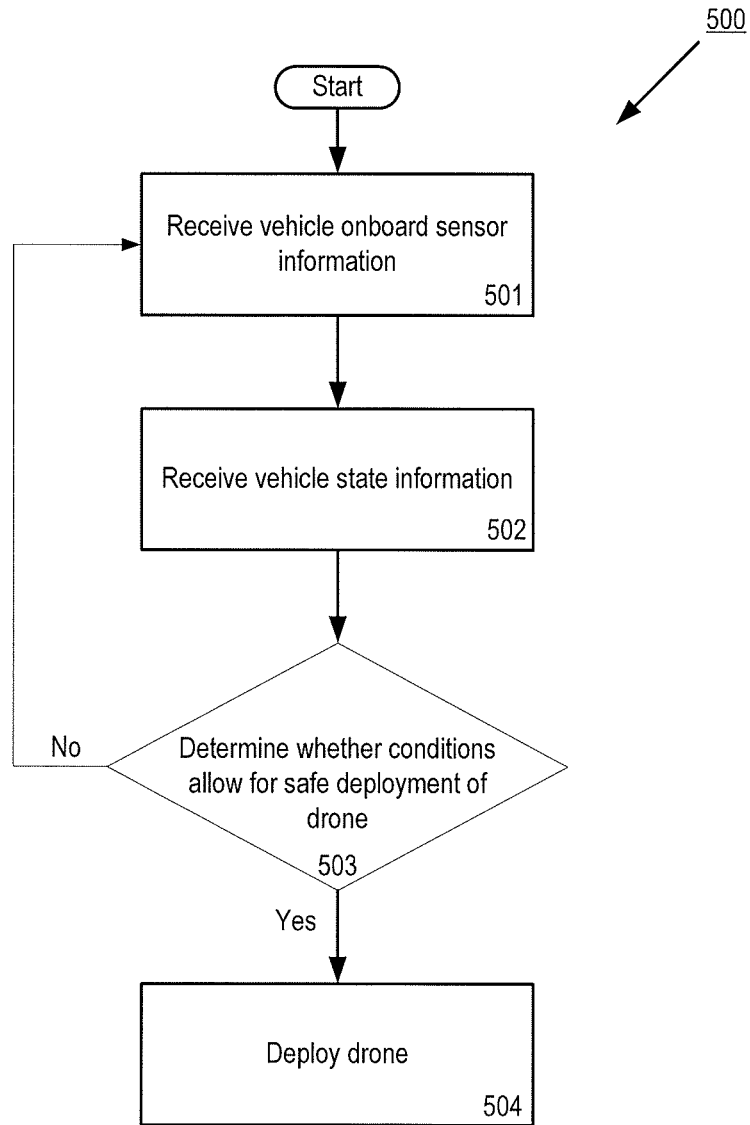 500
Start
Receive vehicle onboard sensor
information
501
Receive vehicle state information
502
No
Determine whether conditions
allow for safe deployment of
drone
503
Yes
Deploy drone
504